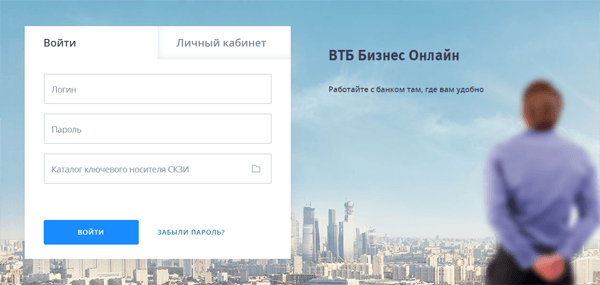 Войти
Личный кабинет
Логин
Пароль
Каталог ключевого носителя СКЗИ
ВОЙТИ
ЗАБЫЛИ ПАРОЛЬ?
ВТБ Бизнес Онлайн
Работайте с банком там, где вам удобно